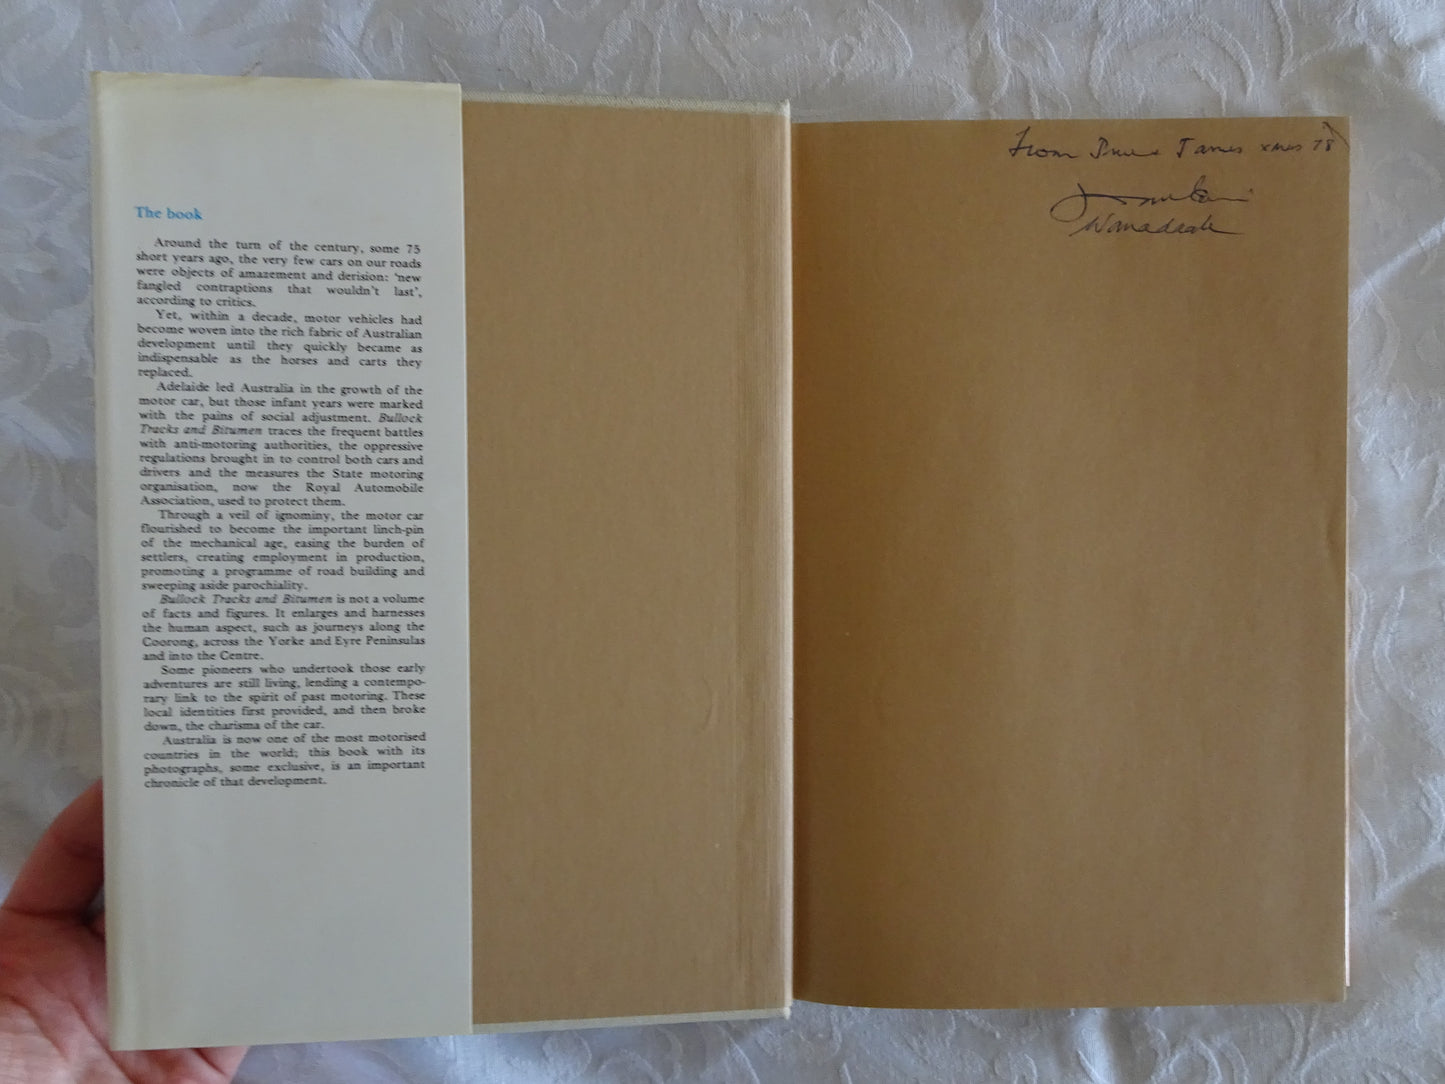 The book
Around the turn of the century, some 75
short years ago, the very few cars on our roads
were objects of amazement and derision: 'new
fangled contraptions that wouldn't last',
according to critics.
Yet, within a decade, motor vehicles had
become woven into the rich fabric of Australian
development until they quickly became as
indispensable as the horses and carts they
replaced.
Adelaide led Australia in the growth of the
motor car, but those infant years were marked
with the pains of social adjustment. Bullock
Tracks and Bitumen traces the frequent battles
with anti-motoring authorities, the oppressive
regulations brought in to control both cars and
drivers and the measures the State motoring
organisation, now the Royal Automobile
Association, used to protect them.
Through a veil of ignominy, the motor car
flourished to become the important linch-pin
of the mechanical age, easing the burden of
settlers, creating employment in production,
promoting a programme of road building and
sweeping aside parochiality.
Bullock Tracks and Bitumen is not a volume
of facts and figures. It enlarges and harnesses
the human aspect, such as journeys along the
Coorong, across the Yorke and Eyre Peninsulas
and into the Centre.
Some pioneers who undertook those early
adventures are still living, lending a contempo-
rary link to the spirit of past motoring. These
local identities first provided, and then broke
down, the charisma of the car.
Australia is now one of the most motorised
countries in the world; this book with its
photographs, some exclusive, is an important
chronicle of that development.
From James xmas 78